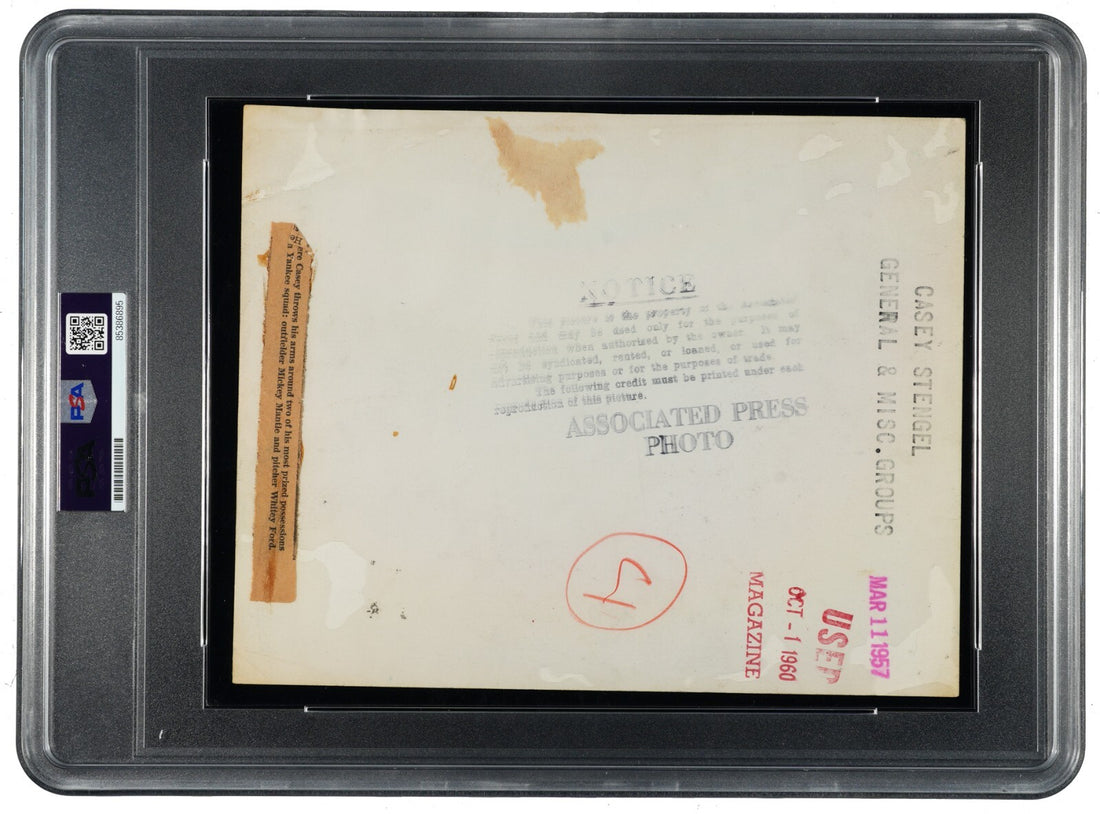 CASEY STENGEL
GENERAL & MISC. GROUPS
MAR 11 1957
USED
OCT - 1 1960
MAGAZINE
NOTICE
This picture is the property of the Associated
Press and may be used only for the purposes of
when authorized by the owner. It may
not be syndicated, rented, or loaned, or used for
advertising purposes or for the purposes of trade.
The following credit must be printed under each
reproduction of this picture.
ASSOCIATED PRESS
PHOTO
ere Casey throws his arms around two of his most prized possessions
a Yankee squad: outfielder Mickey Mantle and pitcher Whitey Ford.
85386895
PSA
PSA